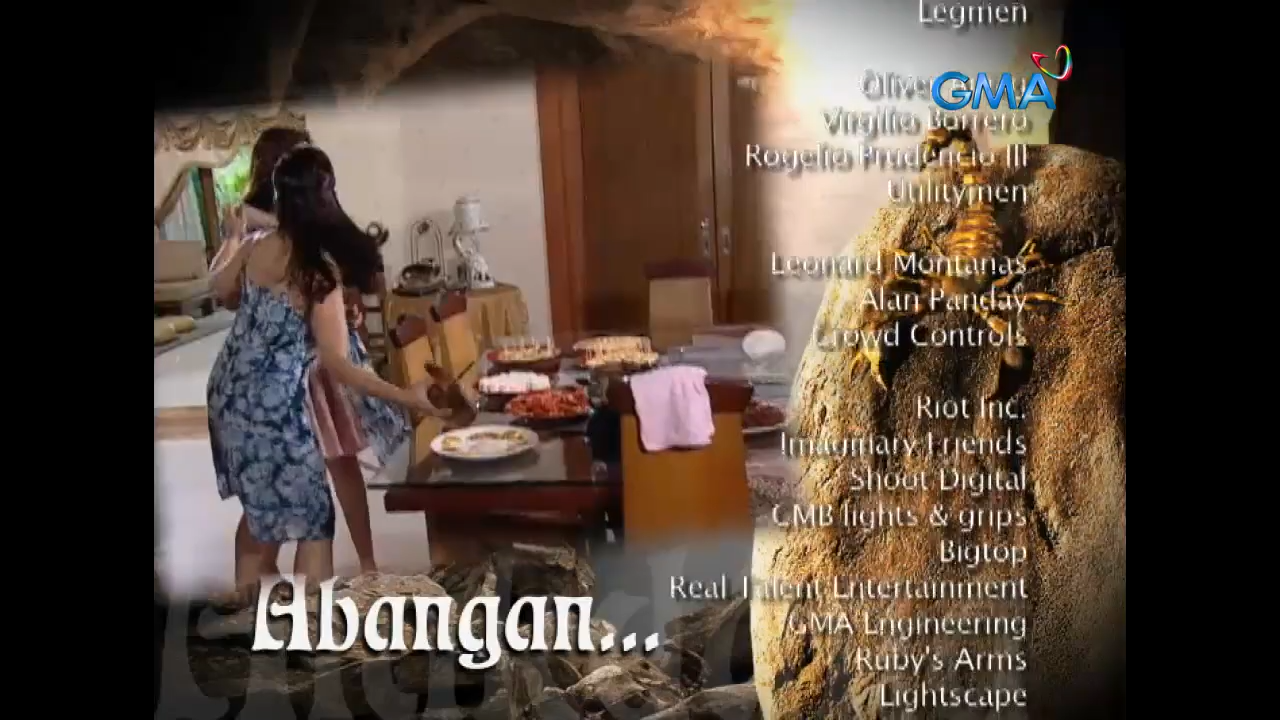 Legmen
GMA
Virgilio Borrero
Rogelio Prudencio III
Utilitymen
Leonard Montanas
Alan Panday
Crowd Controls
Riot Inc.
Imaginary Friends
Shoot Digital
CMB lights & grips
Bigtop
Real Talent Entertainment
GMA Engineering
Ruby's Arms
Lightscape
Abangan...